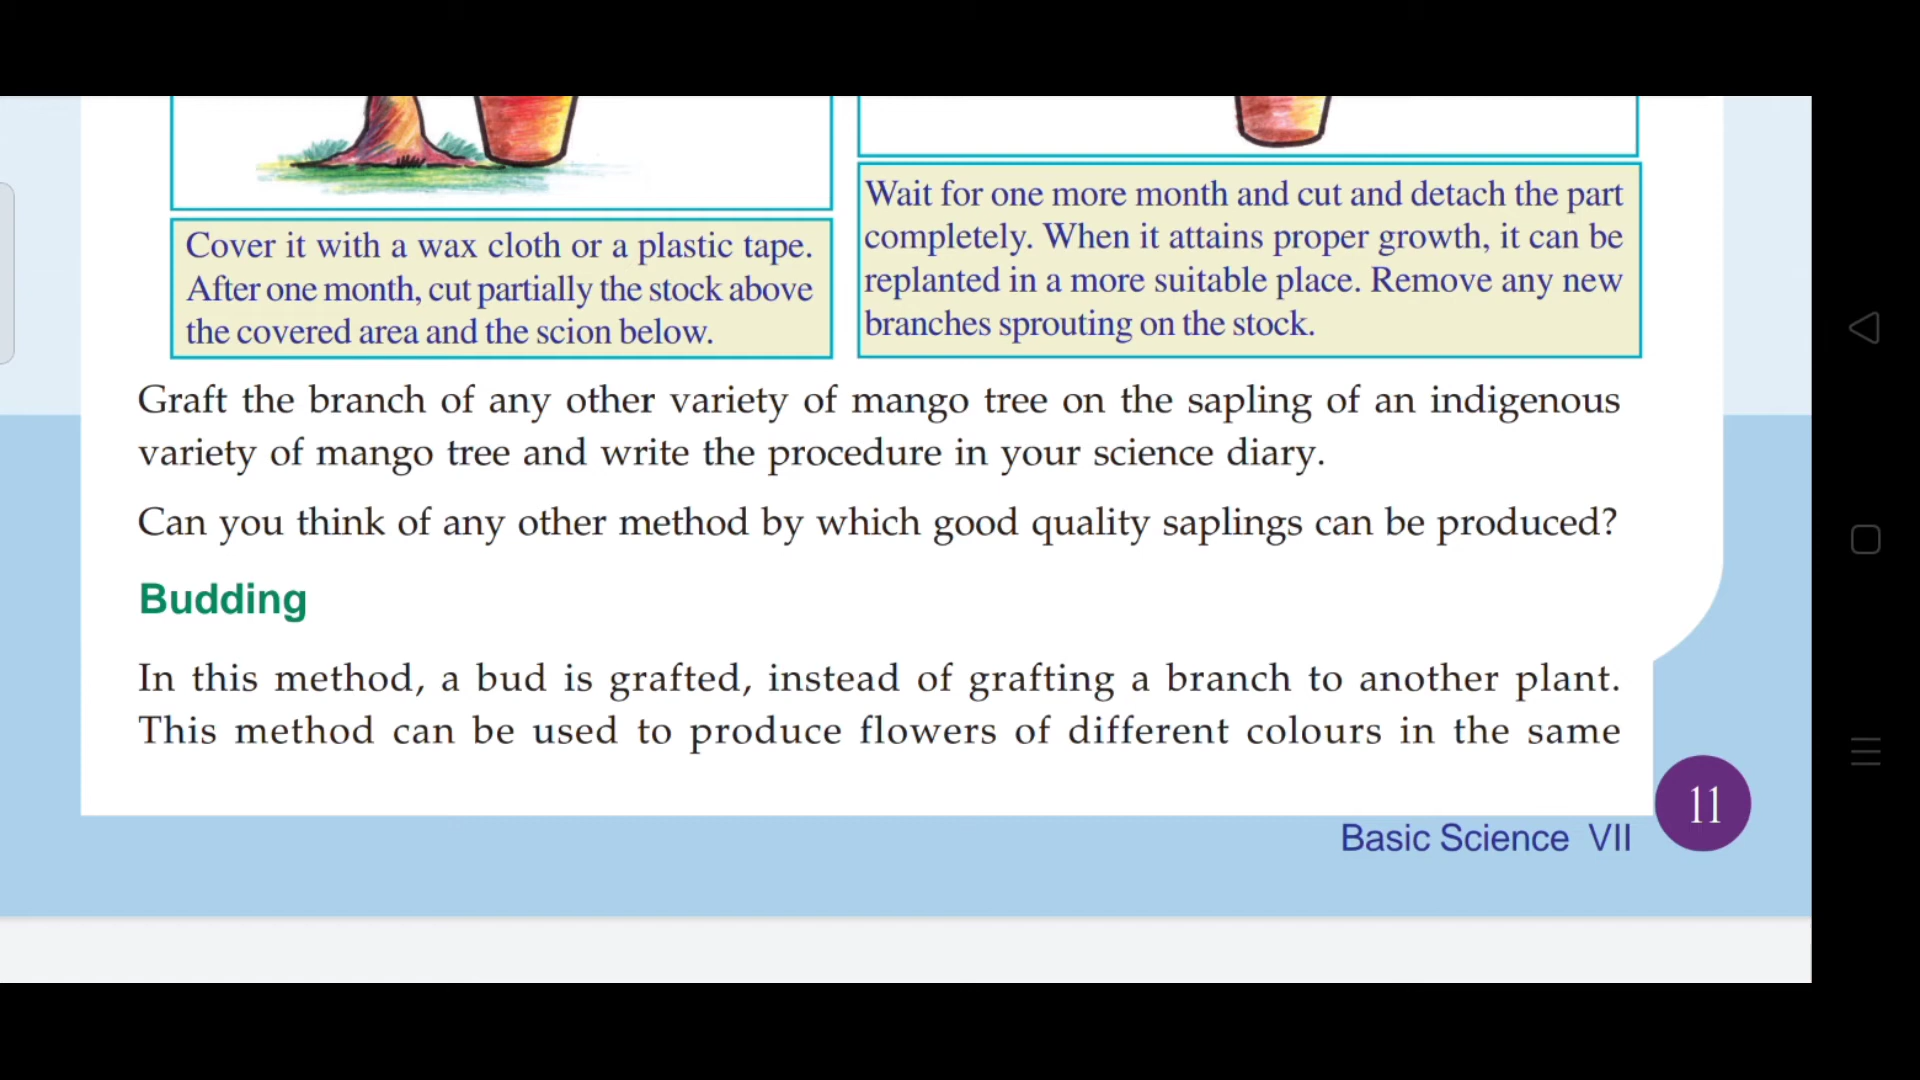 Cover it with a wax cloth or a plastic tape.
After one month, cut partially the stock above
the covered area and the scion below.
Wait for one more month and cut and detach the part
completely. When it attains proper growth, it can be
replanted in a more suitable place. Remove any new
branches sprouting on the stock.
Graft the branch of any other variety of mango tree on the sapling of an indigenous
variety of mango tree and write the procedure in your science diary.
Can you think of any other method by which good quality saplings can be produced?
Budding
In this method, a bud is grafted, instead of grafting a branch to another plant.
This method can be used to produce flowers of different colours in the same
11
Basic Science VII